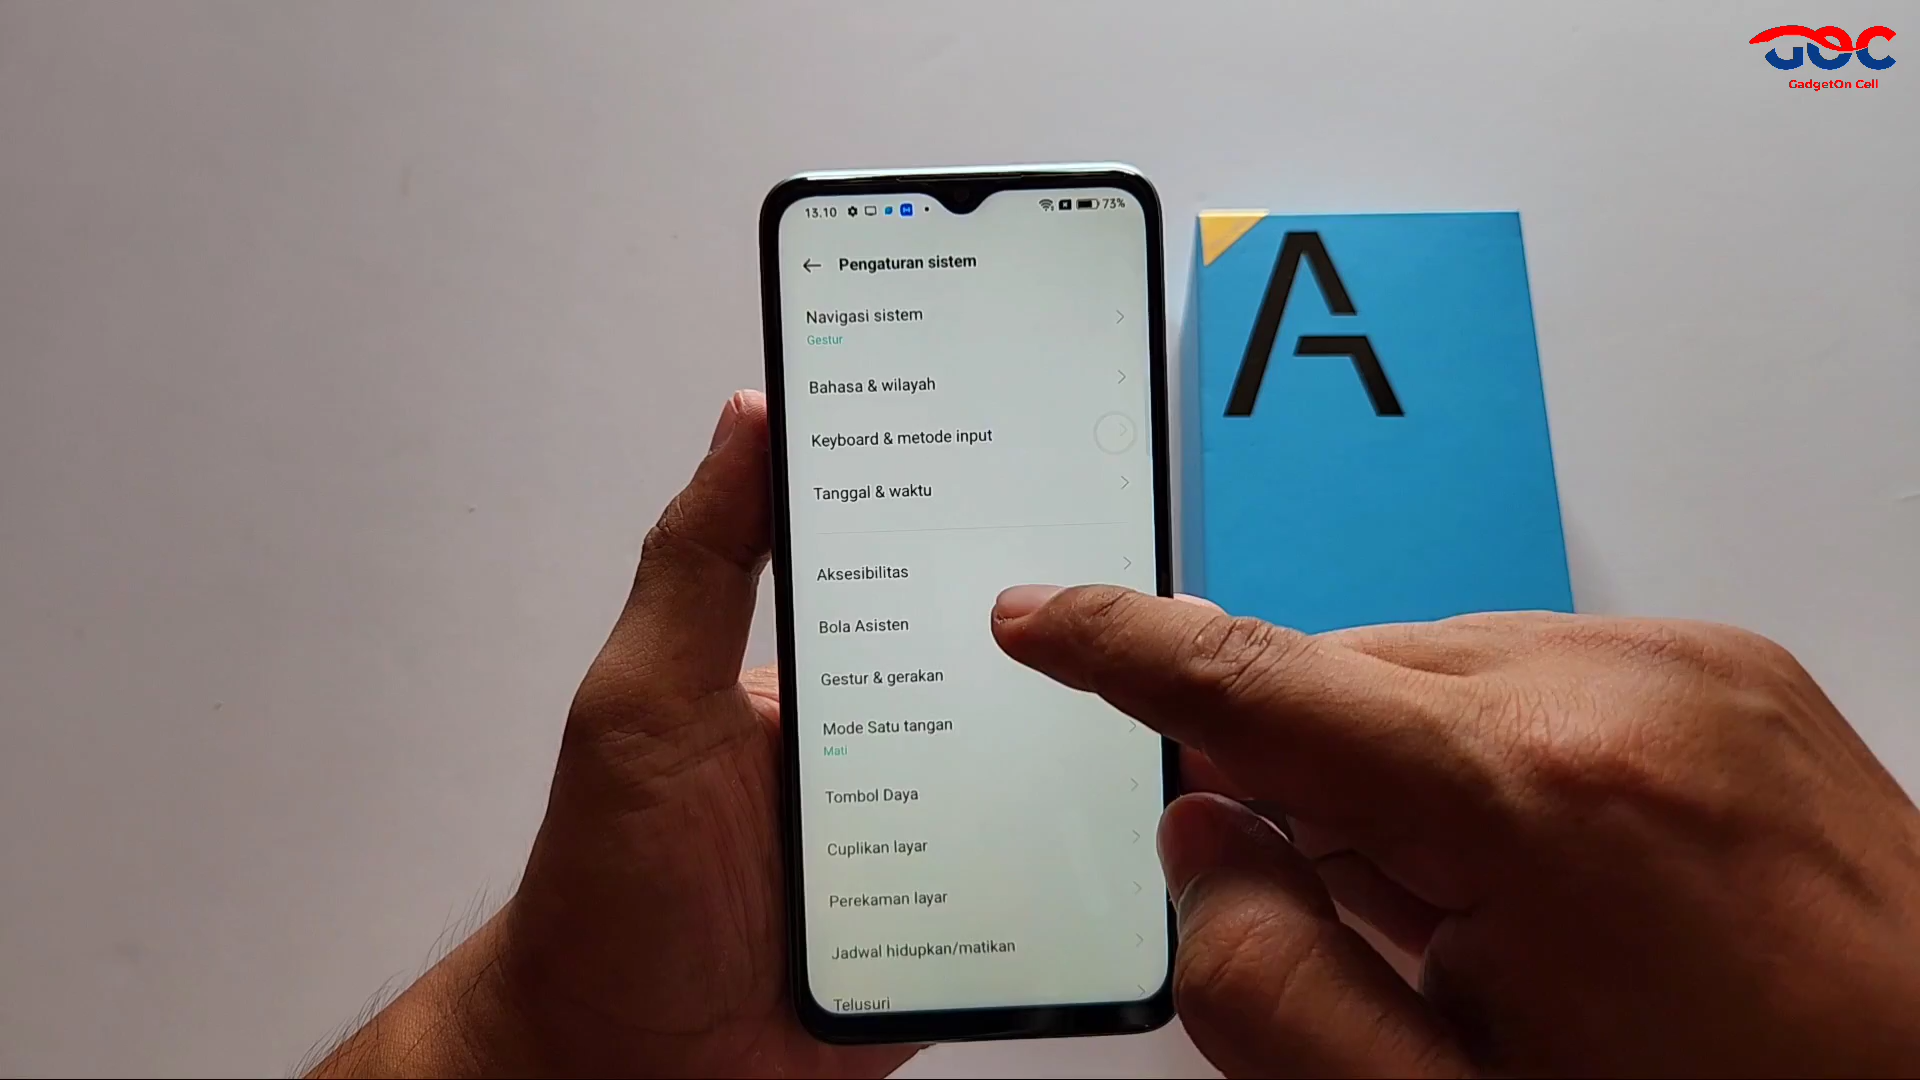 GOC
GadgetOn Cell
13.10
73%
Pengaturan sistem
Navigasi sistem
Gestur
Bahasa & wilayah
Keyboard & metode input
Tanggal & waktu
Aksesibilitas
Bola Asisten
Gestur & gerakan
Mode Satu tangan
Mati
Tombol Daya
Cuplikan layar
Perekaman layar
Jadwal hidupkan/matikan
Telusuri
A